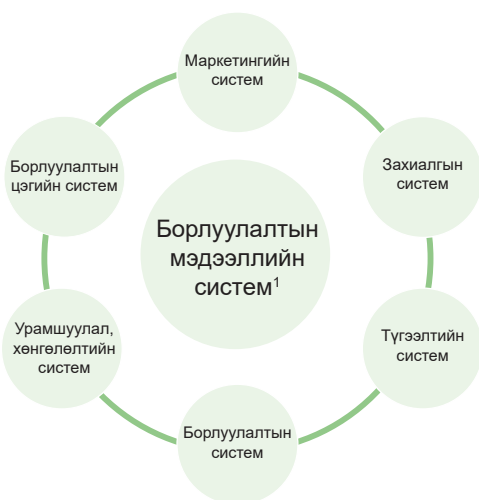 Маркетингийн
систем
Захиалгын
систем
Түгээлтийн
систем
Борлуулалтын
систем
Урамшуулал,
хөнгөлөлтийн
систем
Борлуулалтын
цэгийн систем
Борлуулалтын
мэдээллийн
систем¹